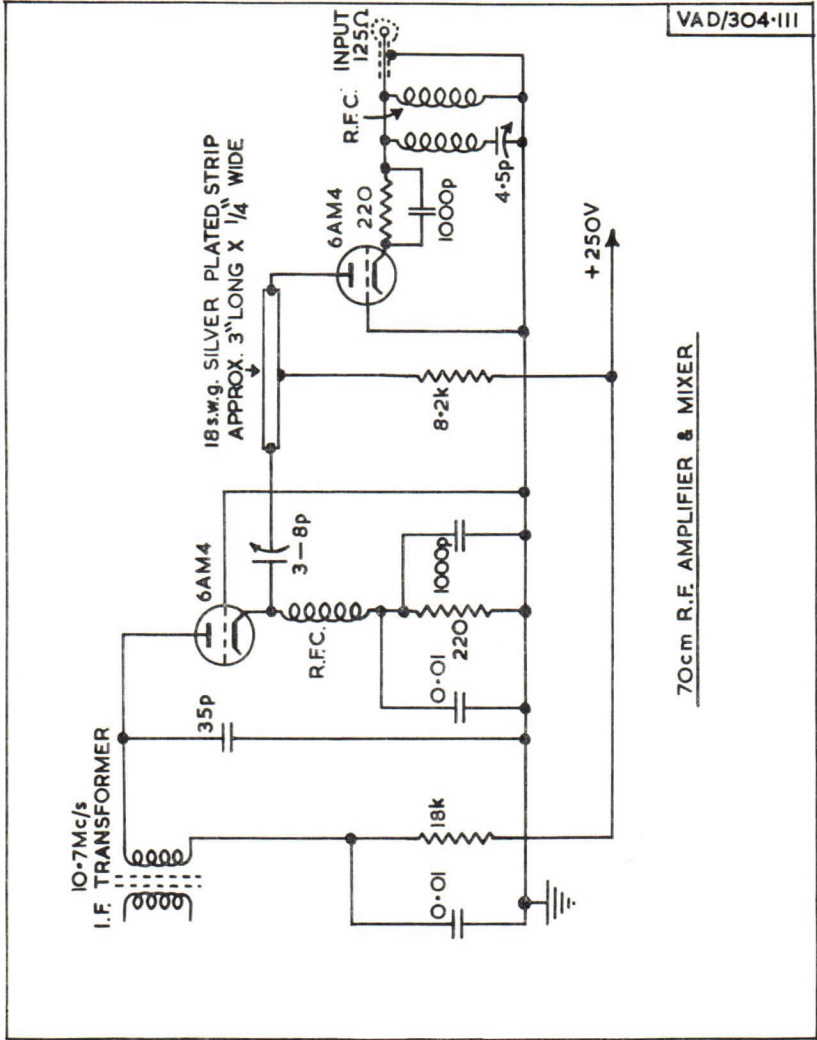 VAD/304·111
INPUT
125Ω
R.F.C.
4·5p
18 s.w.g. SILVER PLATED STRIP
APPROX. 3" LONG X 1/4" WIDE
6AM4
220
1000p
+250V
8·2k
6AM4
3—8p
R.F.C.
1000p
220
0·01
35p
10·7Mc/s
I.F. TRANSFORMER
18k
0·01
70cm R.F. AMPLIFIER & MIXER